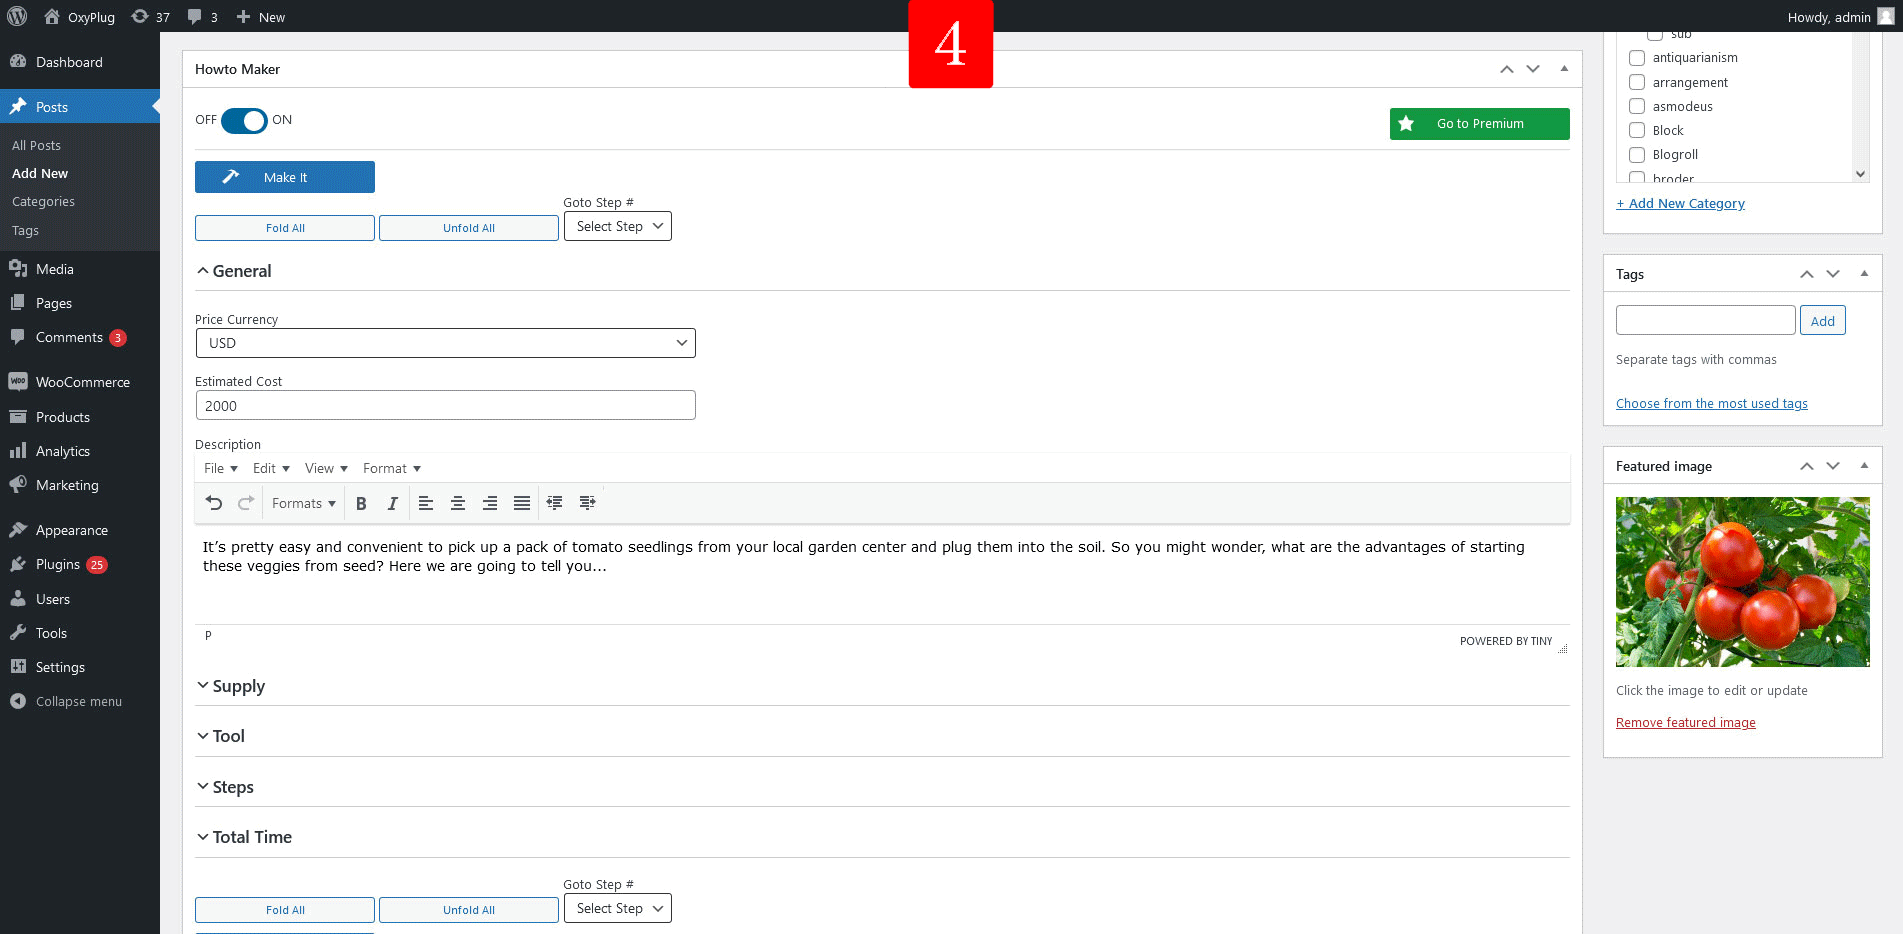 OxyPlug 37 3 New
Howdy, admin
4
Dashboard
Posts
All Posts
Add New
Categories
Tags
Media
Pages
Comments 3
WooCommerce
Products
Analytics
Marketing
Appearance
Plugins 25
Users
Tools
Settings
Collapse menu
Howto Maker
OFF ON
Go to Premium
Make It
Goto Step #
Fold All Unfold All Select Step
General
Price Currency
USD
Estimated Cost
2000
Description
File Edit View Format
Formats B I
It’s pretty easy and convenient to pick up a pack of tomato seedlings from your local garden center and plug them into the soil. So you might wonder, what are the advantages of starting
these veggies from seed? Here we are going to tell you...
P
POWERED BY TINY
Supply
Tool
Steps
Total Time
Goto Step #
Fold All Unfold All Select Step
sub
antiquarianism
arrangement
asmodeus
Block
Blogroll
broder
+ Add New Category
Tags
Add
Separate tags with commas
Choose from the most used tags
Featured image
Click the image to edit or update
Remove featured image